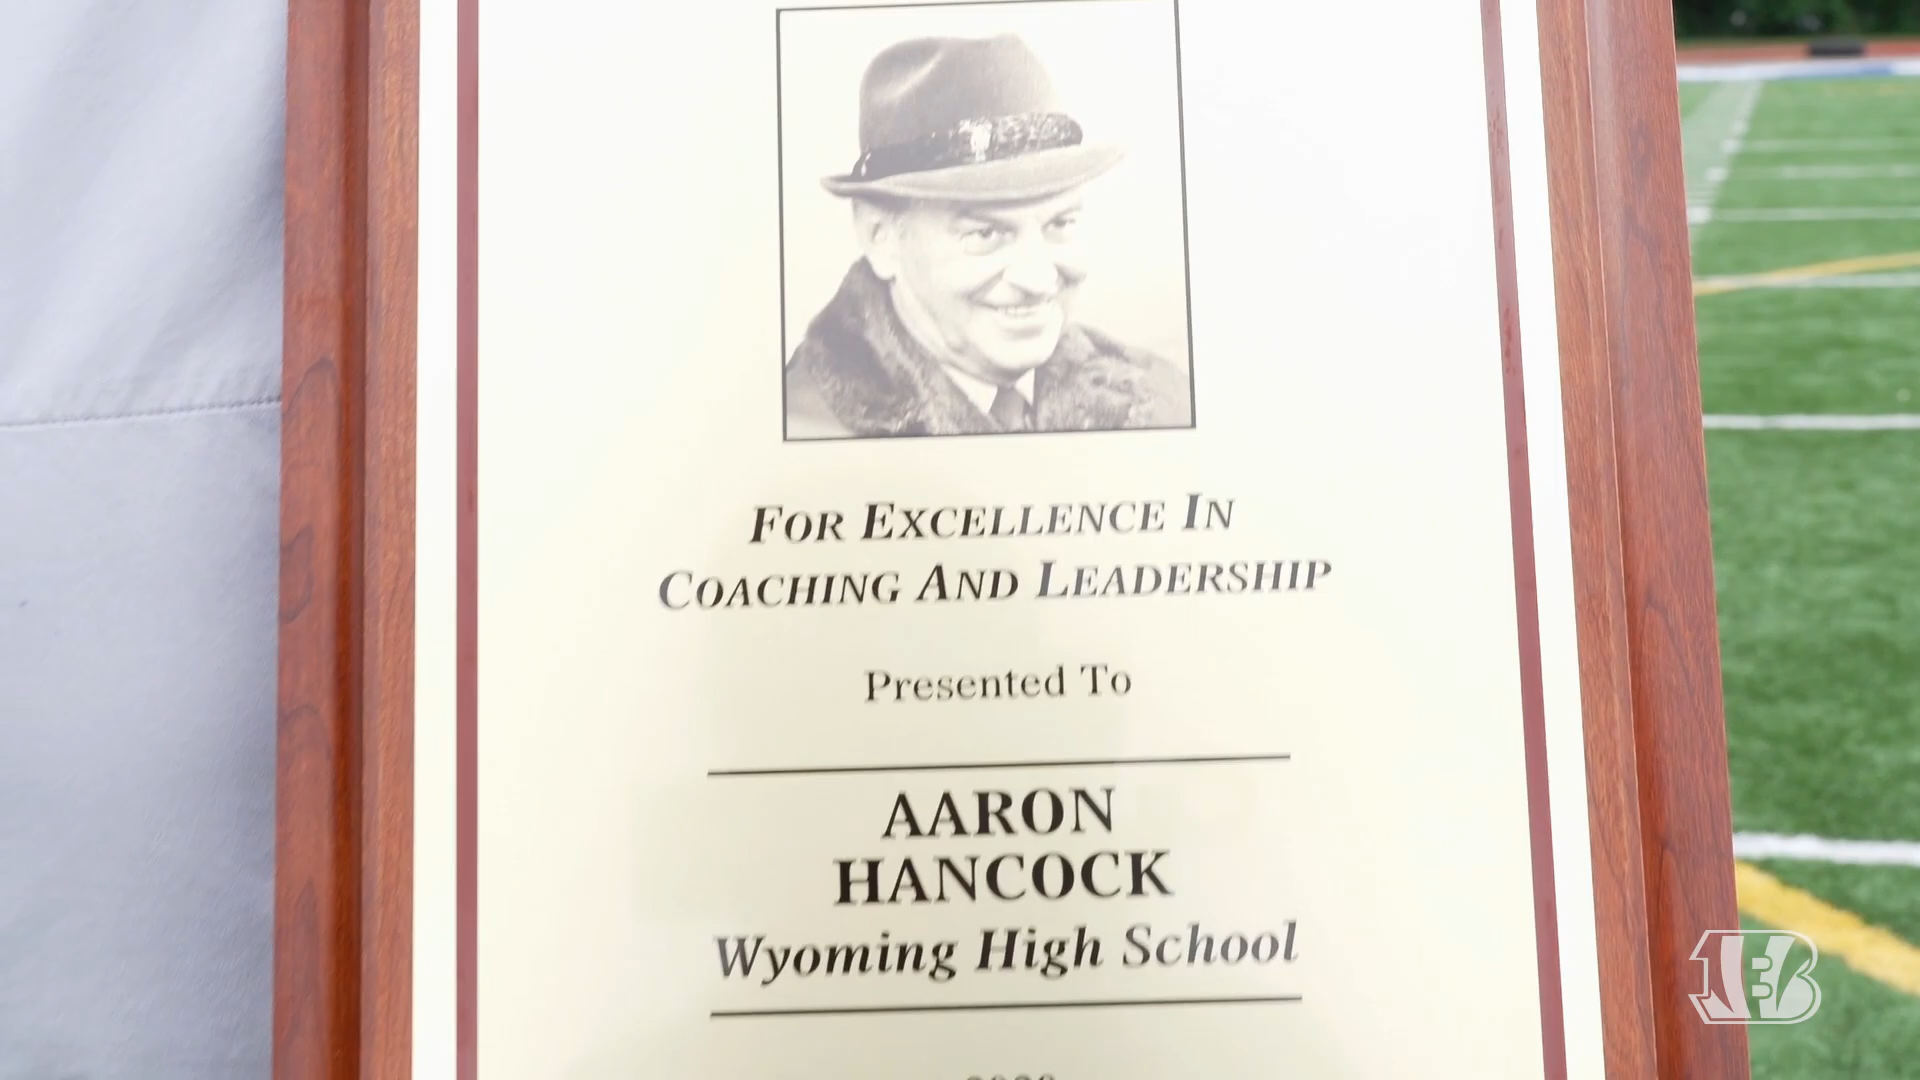 FOR EXCELLENCE IN
COACHING AND LEADERSHIP
Presented To
AARON
HANCOCK
Wyoming High School